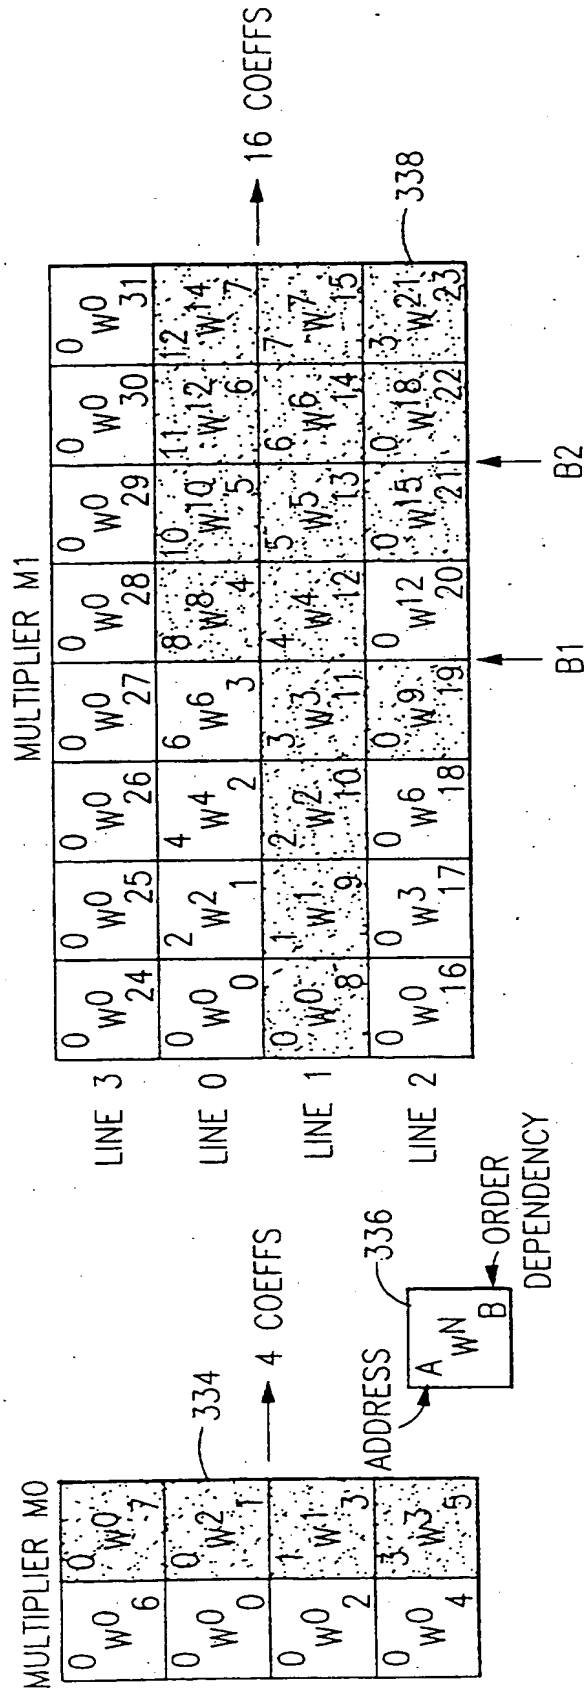 MULTIPLIER M0
0 0
W0 W0
6 7
0 0
W0 W2
0 1
0 1
W0 W1
2 3
0 3
W0 W3
4 5
334
4 COEFFS
336
ADDRESS
A
WN
B
ORDER
DEPENDENCY
MULTIPLIER M1
LINE 3
0 0 0 0 0 0 0 0
W0 W0 W0 W0 W0 W0 W0 W0
24 25 26 27 28 29 30 31
LINE 0
0 2 4 6 8 10 11 12
W0 W2 W4 W6 W8 W10 W12 W14
0 1 2 3 4 5 6 7
LINE 1
0 1 2 3 4 5 6 7
W0 W1 W2 W3 W4 W5 W6 W7
8 9 10 11 12 13 14 15
LINE 2
0 0 0 0 0 0 0 3
W0 W3 W6 W9 W12 W15 W18 W21
16 17 18 19 20 21 22 23
16 COEFFS
338
B1
B2